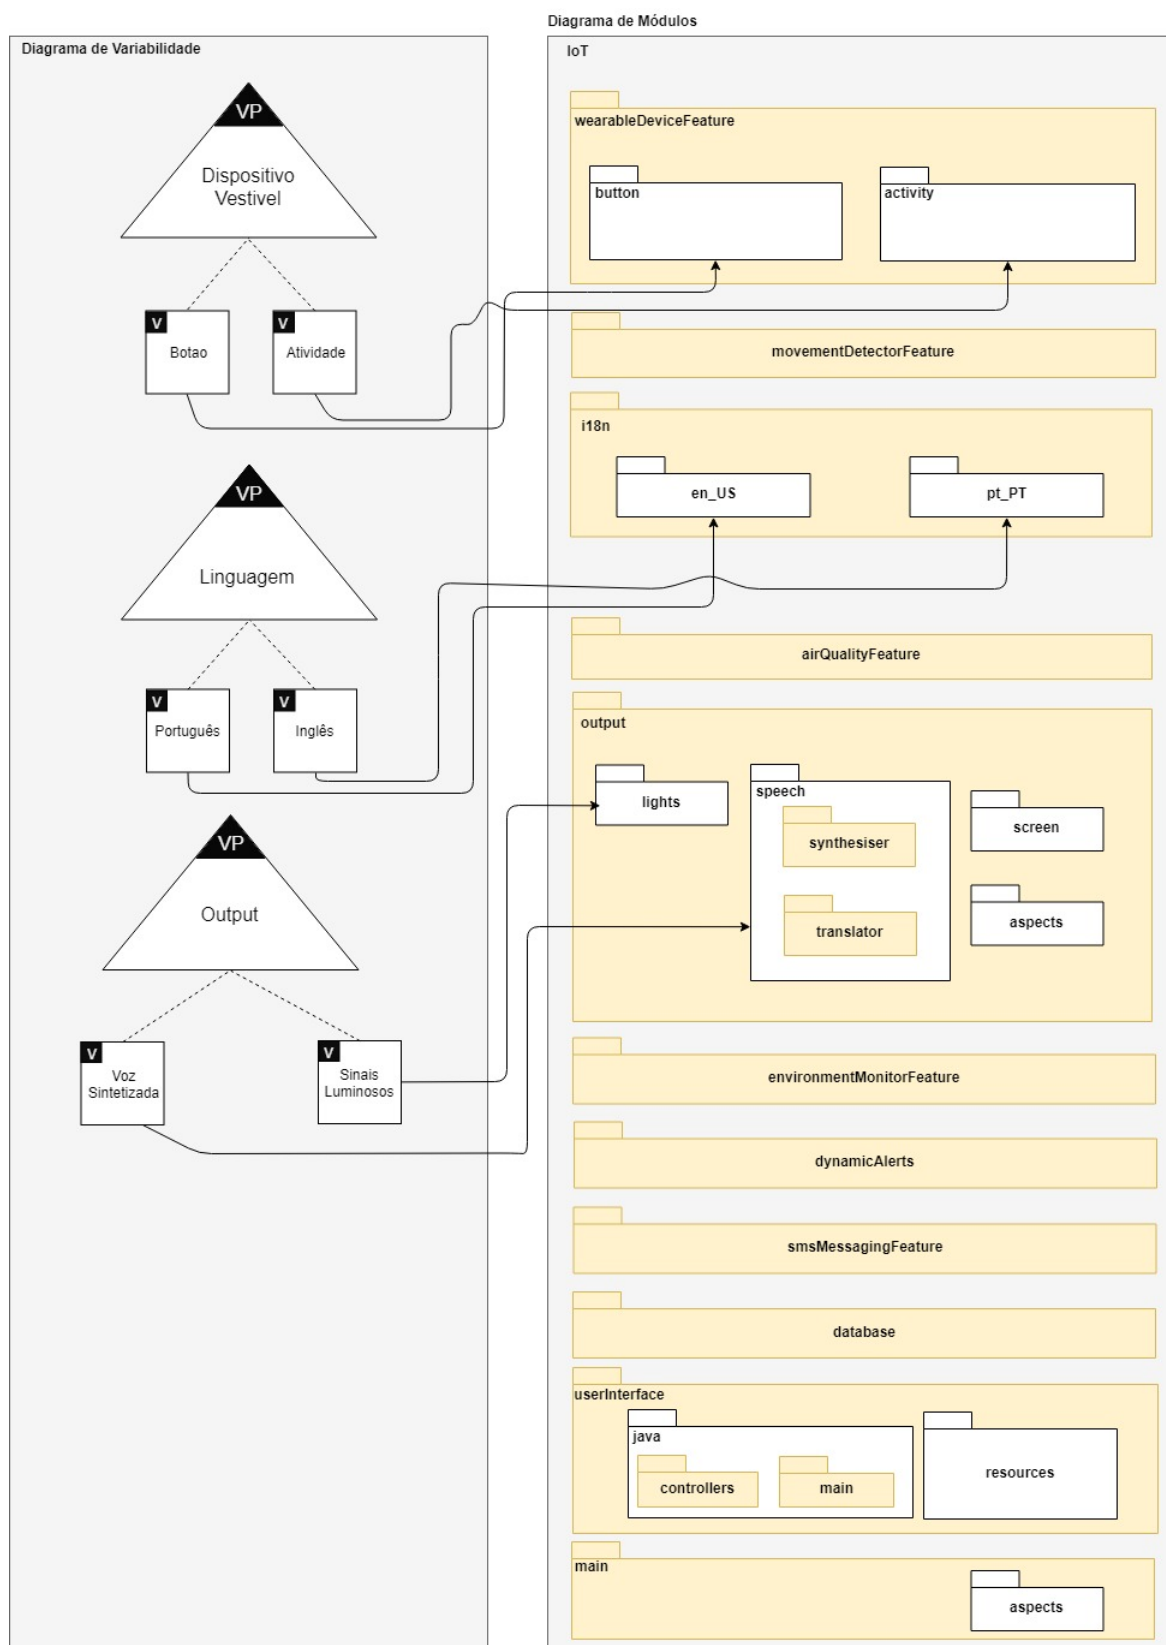 Diagrama de Módulos
Diagrama de Variabilidade
IoT
VP
Dispositivo
Vestivel
V
Botao
V
Atividade
wearableDeviceFeature
button
activity
movementDetectorFeature
i18n
en_US
pt_PT
VP
Linguagem
V
Português
V
Inglês
airQualityFeature
output
lights
speech
synthesiser
translator
screen
aspects
VP
Output
V
Voz
Sintetizada
V
Sinais
Luminosos
environmentMonitorFeature
dynamicAlerts
smsMessagingFeature
database
userInterface
java
controllers
main
resources
main
aspects